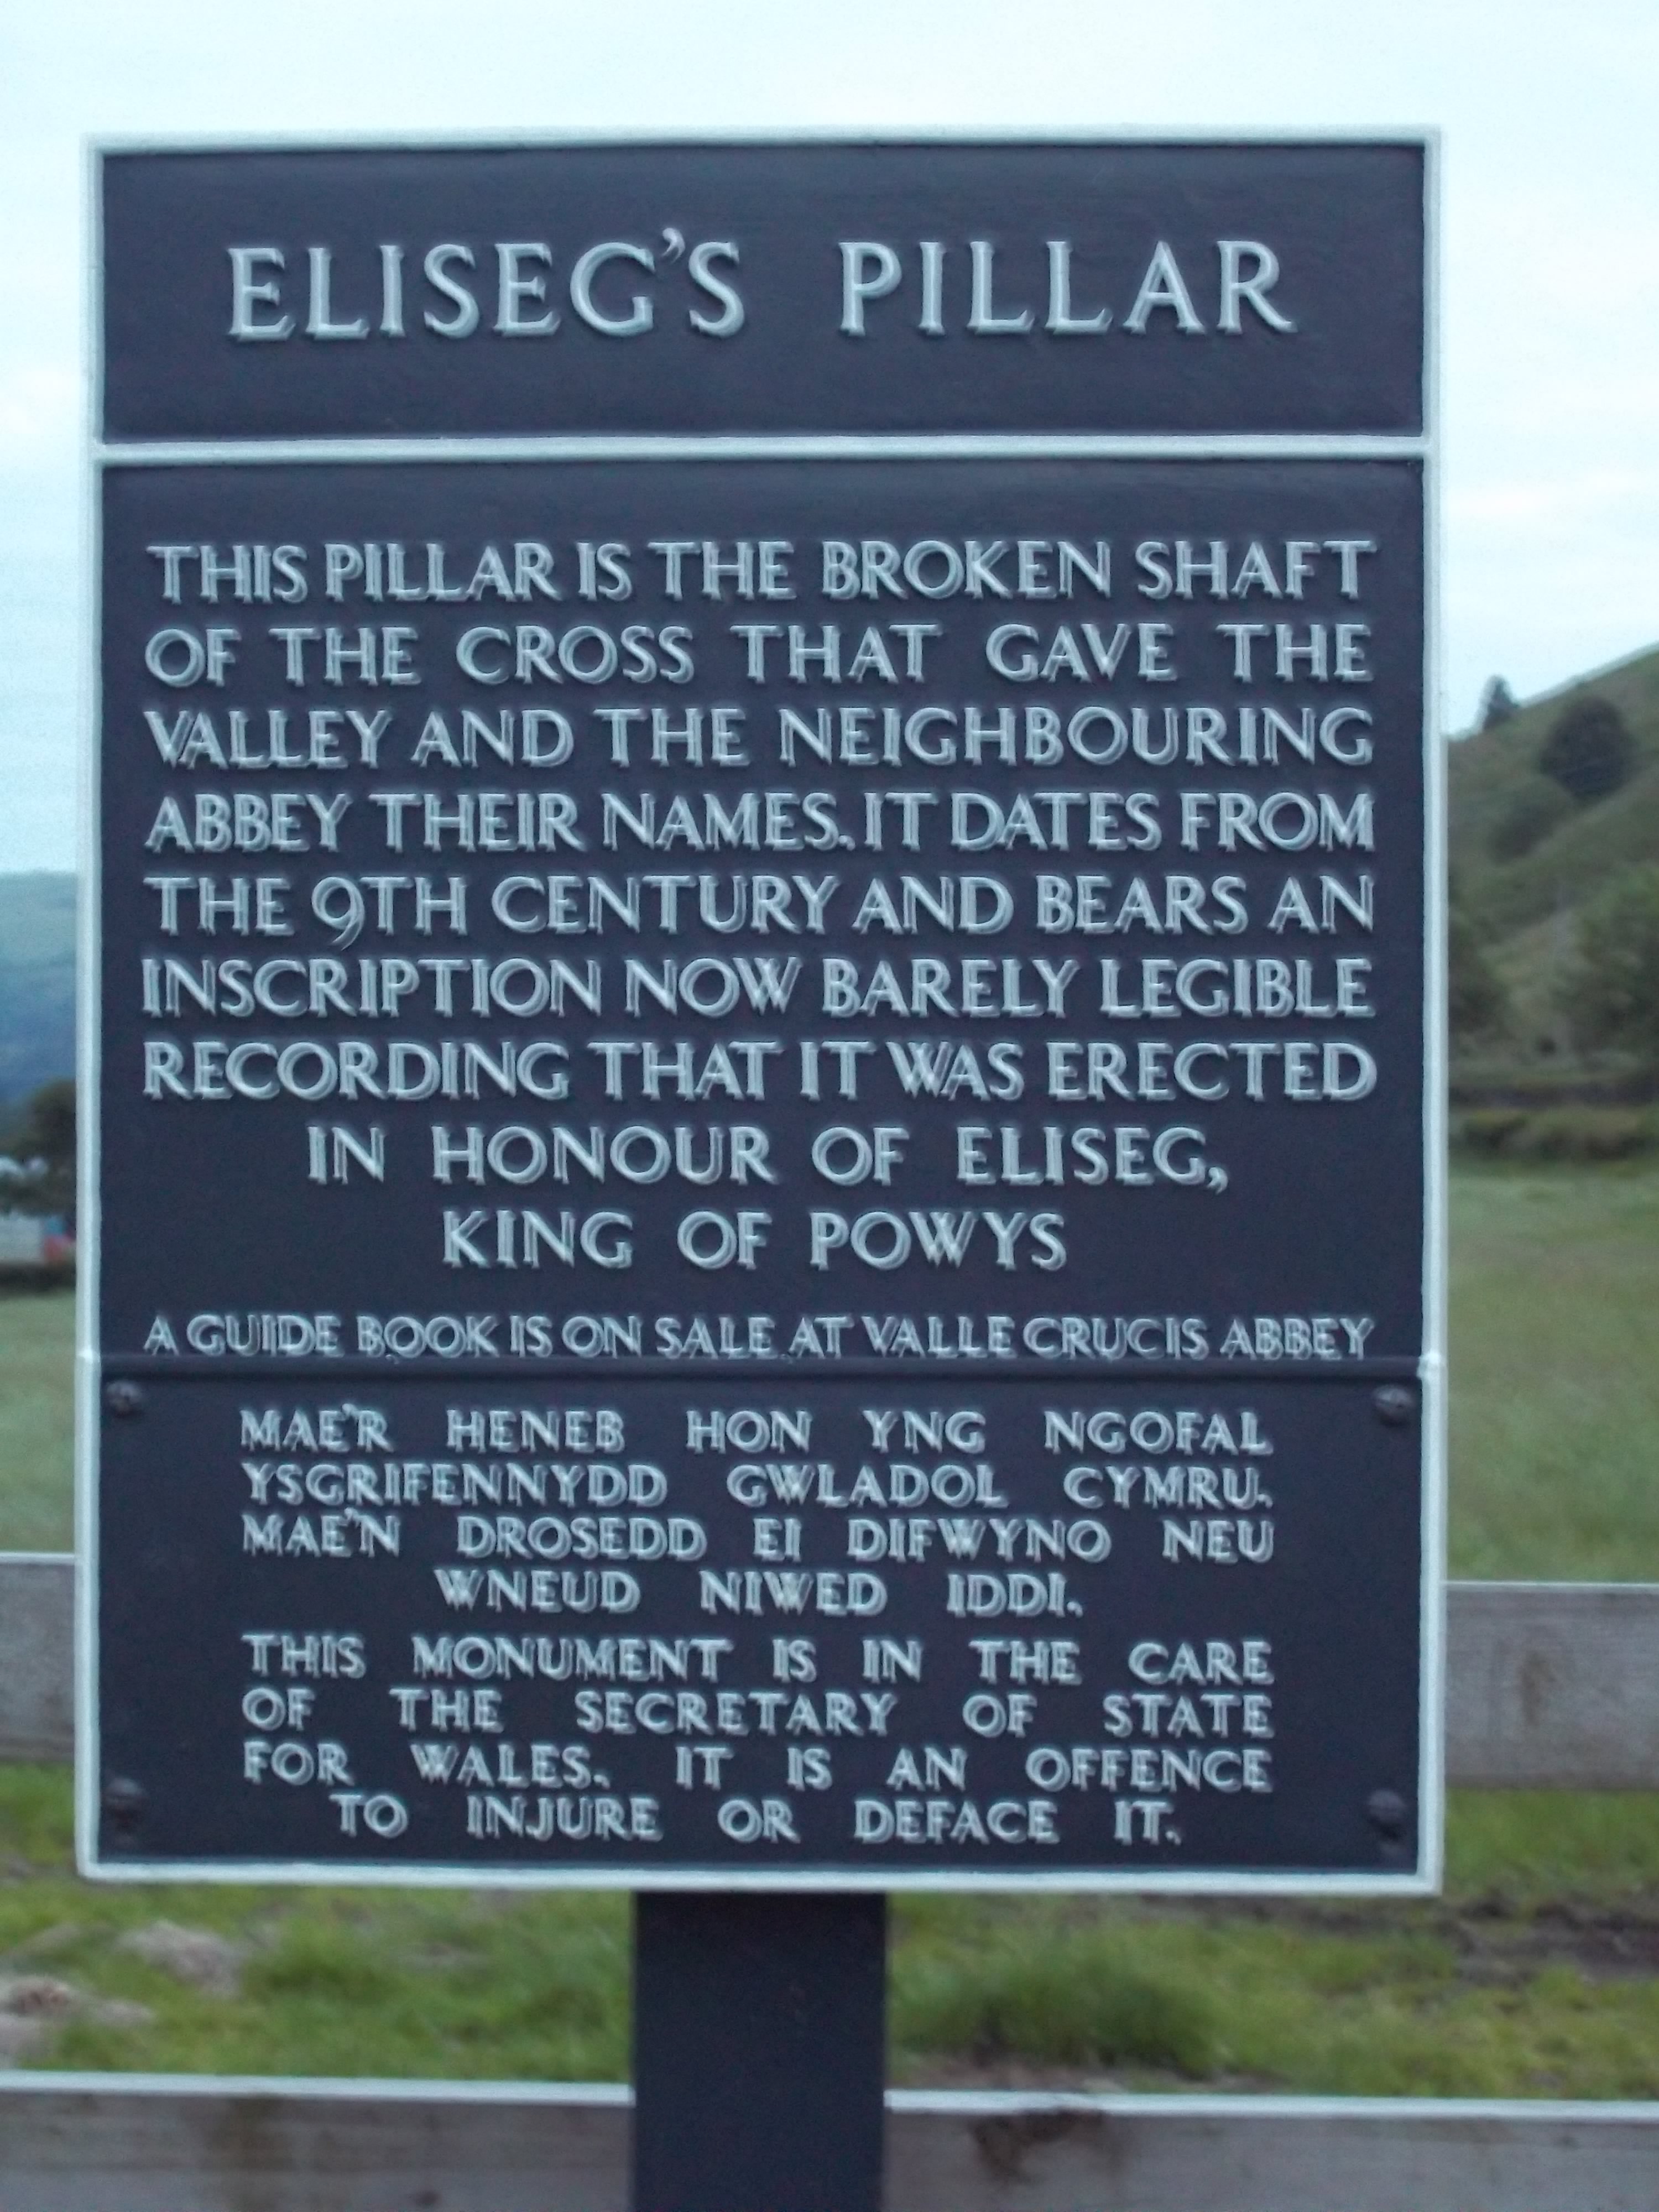 ELISEG'S PILLAR
THIS PILLAR IS THE BROKEN SHAFT
OF THE CROSS THAT GAVE THE
VALLEY AND THE NEIGHBOURING
ABBEY THEIR NAMES. IT DATES FROM
THE 9TH CENTURY AND BEARS AN
INSCRIPTION NOW BARELY LEGIBLE
RECORDING THAT IT WAS ERECTED
IN HONOUR OF ELISEG,
KING OF POWYS
A GUIDE BOOK IS ON SALE AT VALLE CRUCIS ABBEY
MAE'R HENEB HON YNG NGOFAL
YSGRIFENNYDD GWLADOL CYMRU.
MAE'N DROSEDD EI DIFWYNO NEU
WNEUD NIWED IDDI.
THIS MONUMENT IS IN THE CARE
OF THE SECRETARY OF STATE
FOR WALES. IT IS AN OFFENCE
TO INJURE OR DEFACE IT.